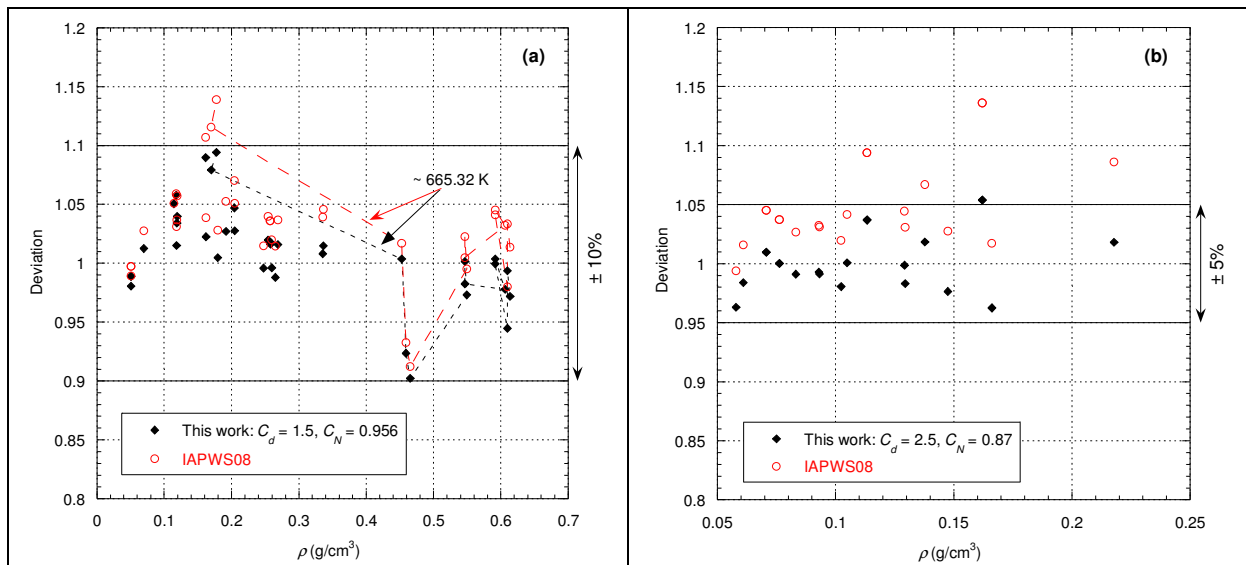 (a)
1.2
1.15
1.1
1.05
1
0.95
0.9
0.85
0.8
Deviation
~ 665.32 K
± 10%
This work: Cd = 1.5, CN = 0.956
IAPWS08
0 0.1 0.2 0.3 0.4 0.5 0.6 0.7
ρ (g/cm³)
(b)
1.2
1.15
1.1
1.05
1
0.95
0.9
0.85
0.8
Deviation
± 5%
This work: Cd = 2.5, CN = 0.87
IAPWS08
0.05 0.1 0.15 0.2 0.25
ρ (g/cm³)